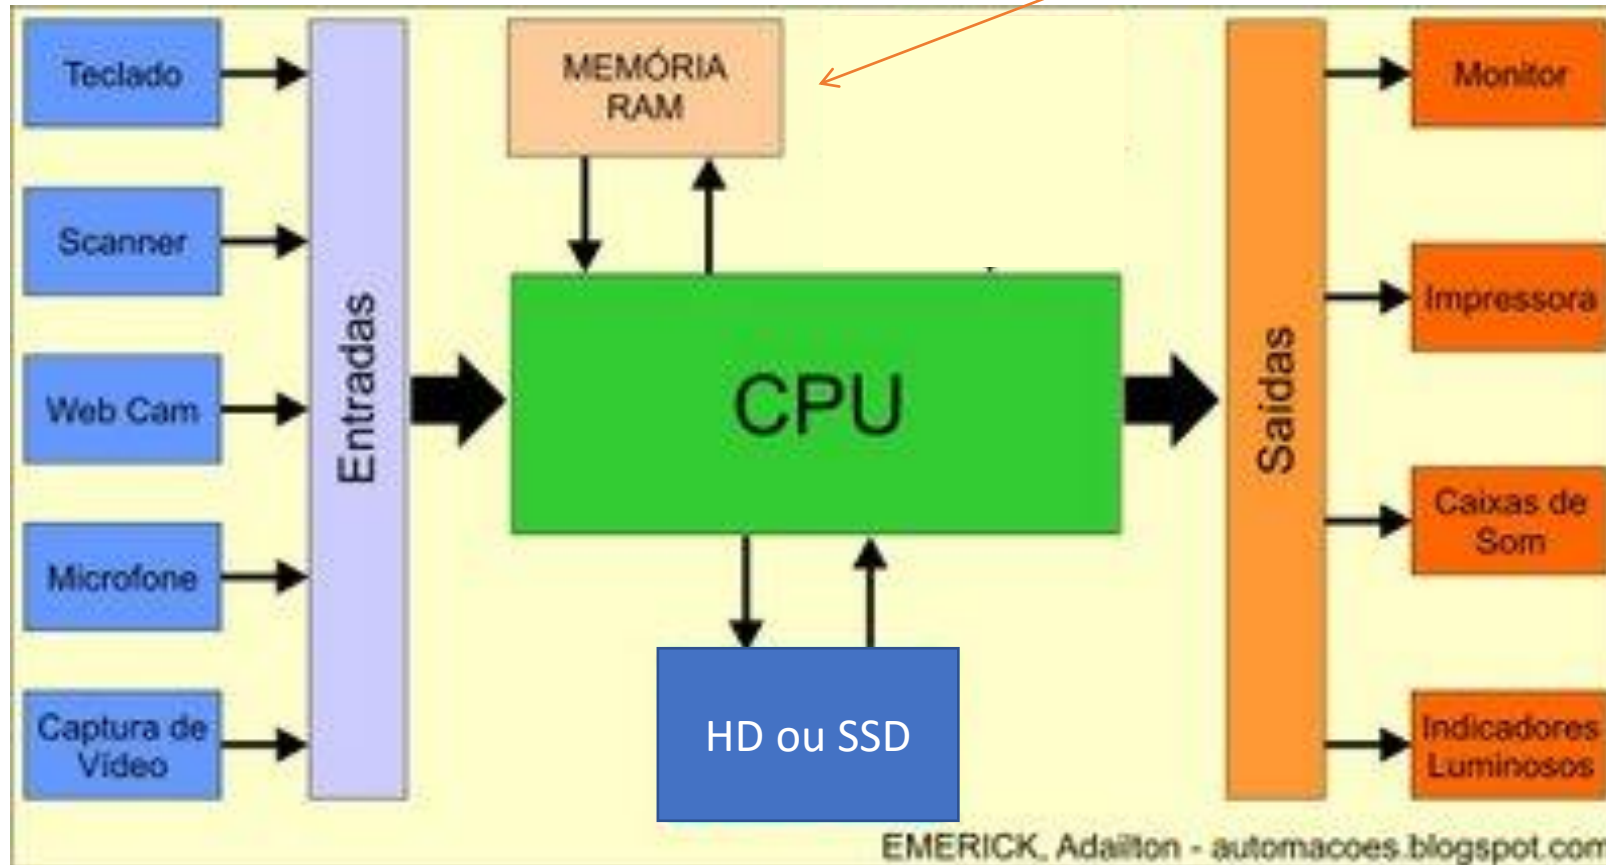 Teclado
Scanner
Web Cam
Microfone
Captura de
Vídeo
Entradas
MEMÓRIA
RAM
CPU
HD ou SSD
Saidas
Monitor
Impressora
Caixas de
Som
Indicadores
Luminosos
EMERICK, Adailton - automacoes.blogspot.com